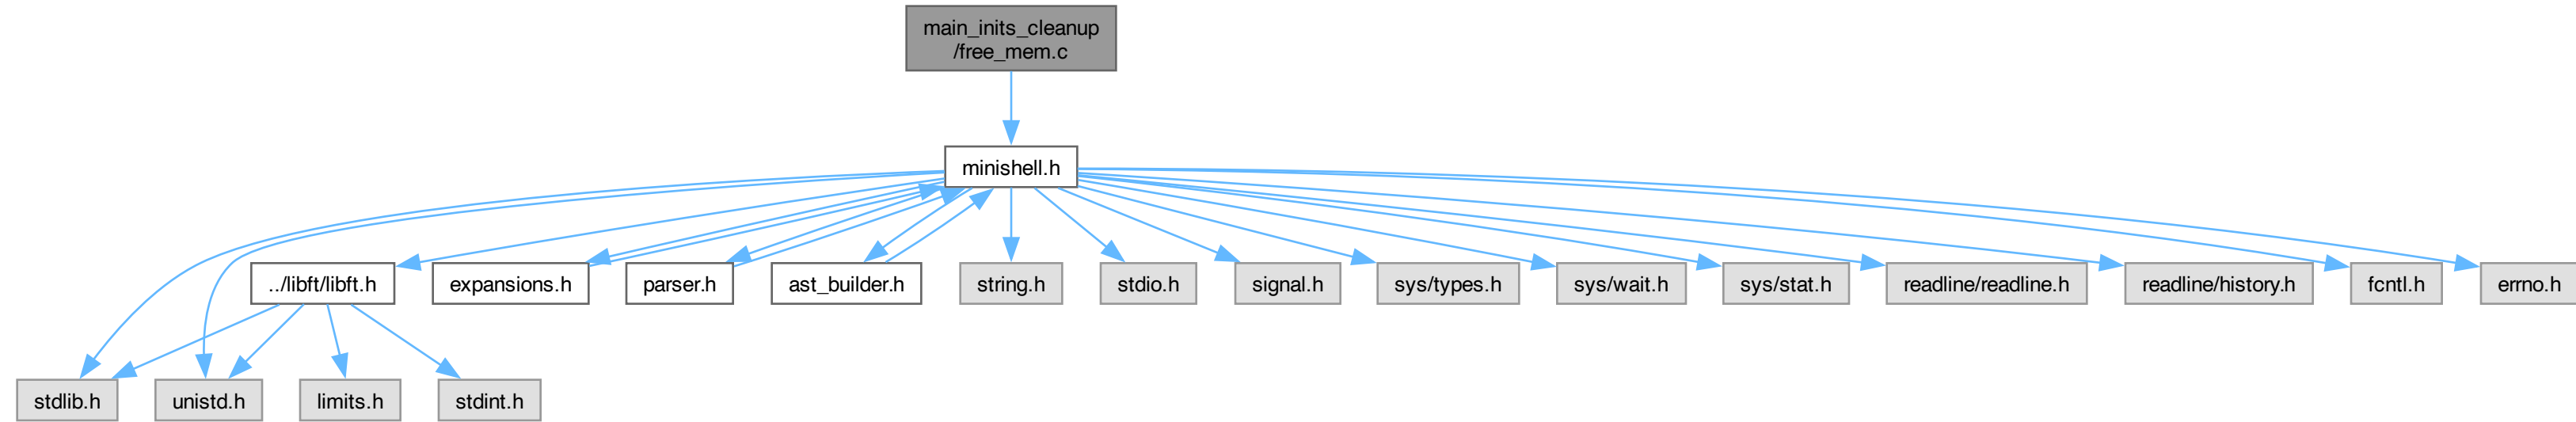 main_inits_cleanup
/free_mem.c
minishell.h
../libft/libft.h
expansions.h
parser.h
ast_builder.h
string.h
stdio.h
signal.h
sys/types.h
sys/wait.h
sys/stat.h
readline/readline.h
readline/history.h
fcntl.h
errno.h
stdlib.h
unistd.h
limits.h
stdint.h